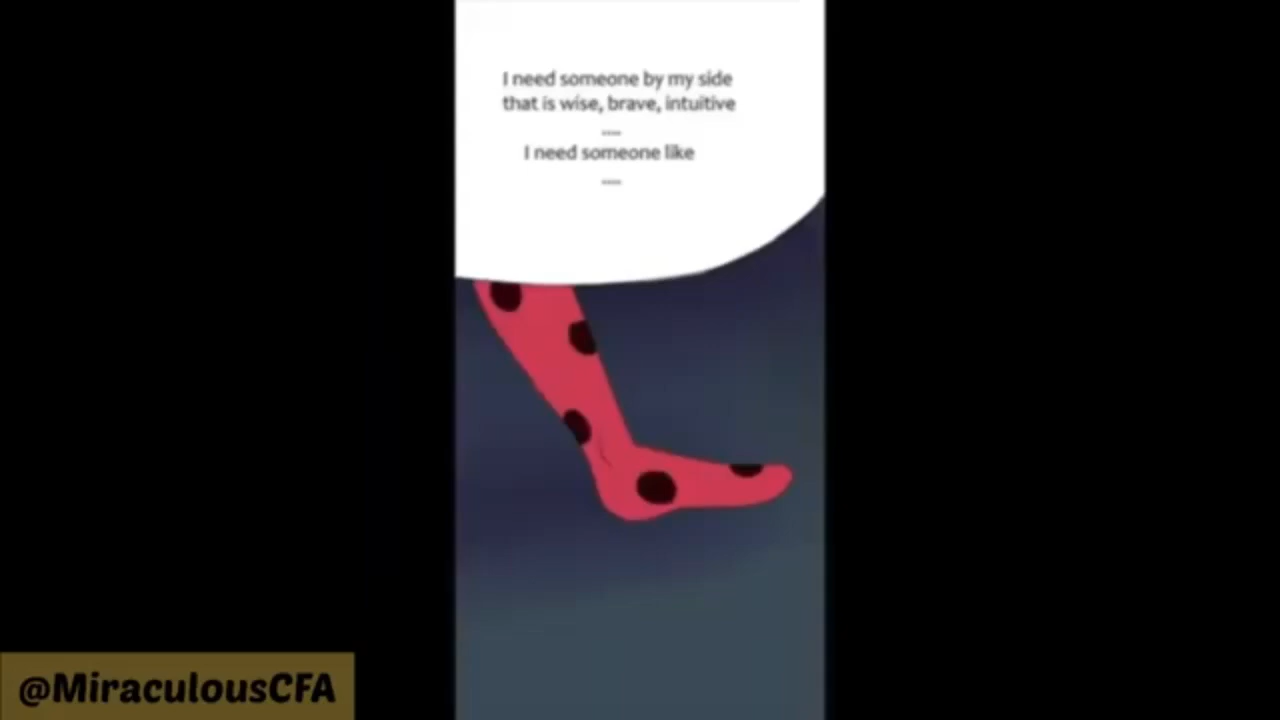 I need someone by my side
that is wise, brave, intuitive
....
I need someone like
....
@MiraculousCFA